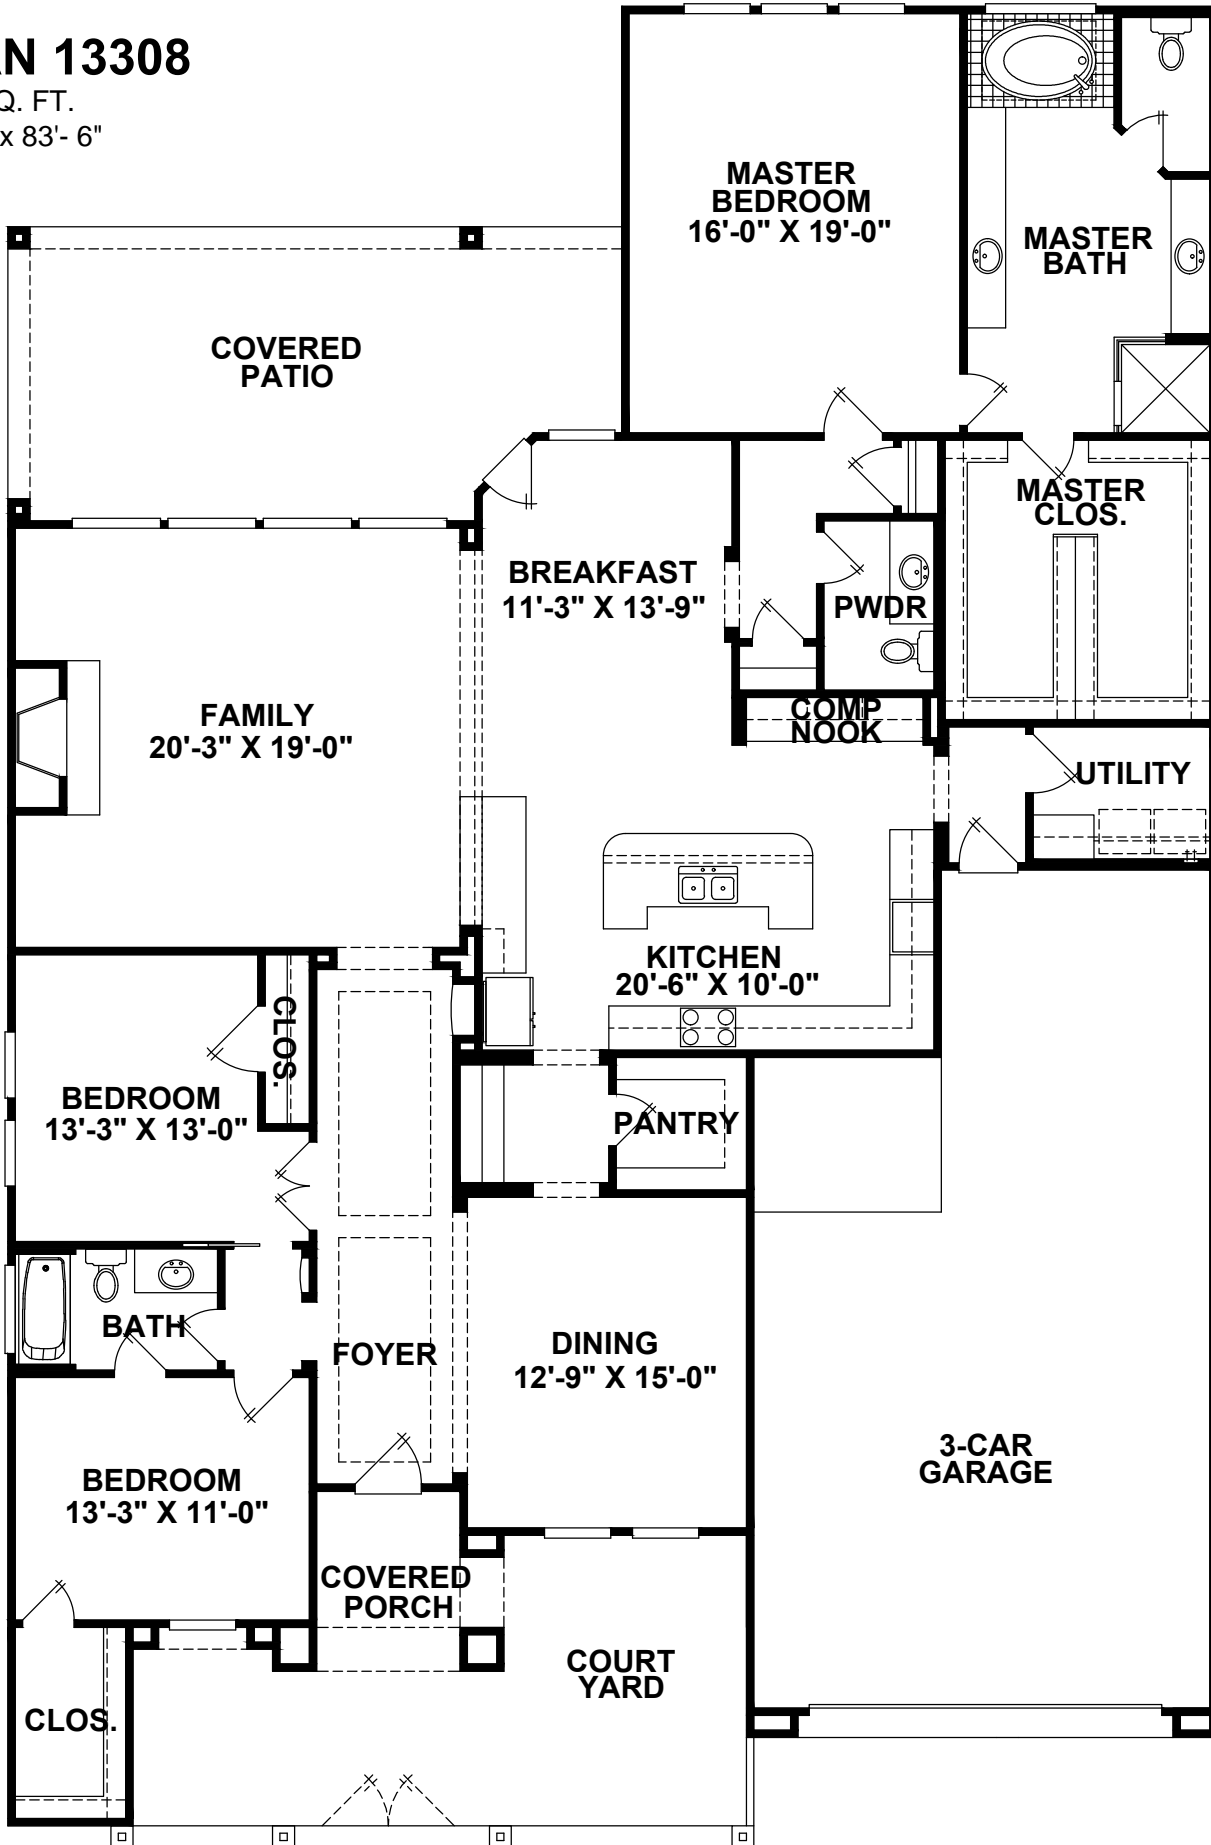 N 13308
Q. FT.
x 83'- 6"
MASTER
BEDROOM
16'-0" X 19'-0"
MASTER
BATH
COVERED
PATIO
MASTER
CLOS.
BREAKFAST
11'-3" X 13'-9"
PWDR
FAMILY
20'-3" X 19'-0"
COMP
NOOK
UTILITY
KITCHEN
20'-6" X 10'-0"
CLOS.
BEDROOM
13'-3" X 13'-0"
PANTRY
BATH
FOYER
DINING
12'-9" X 15'-0"
3-CAR
GARAGE
BEDROOM
13'-3" X 11'-0"
COVERED
PORCH
COURT
YARD
CLOS.